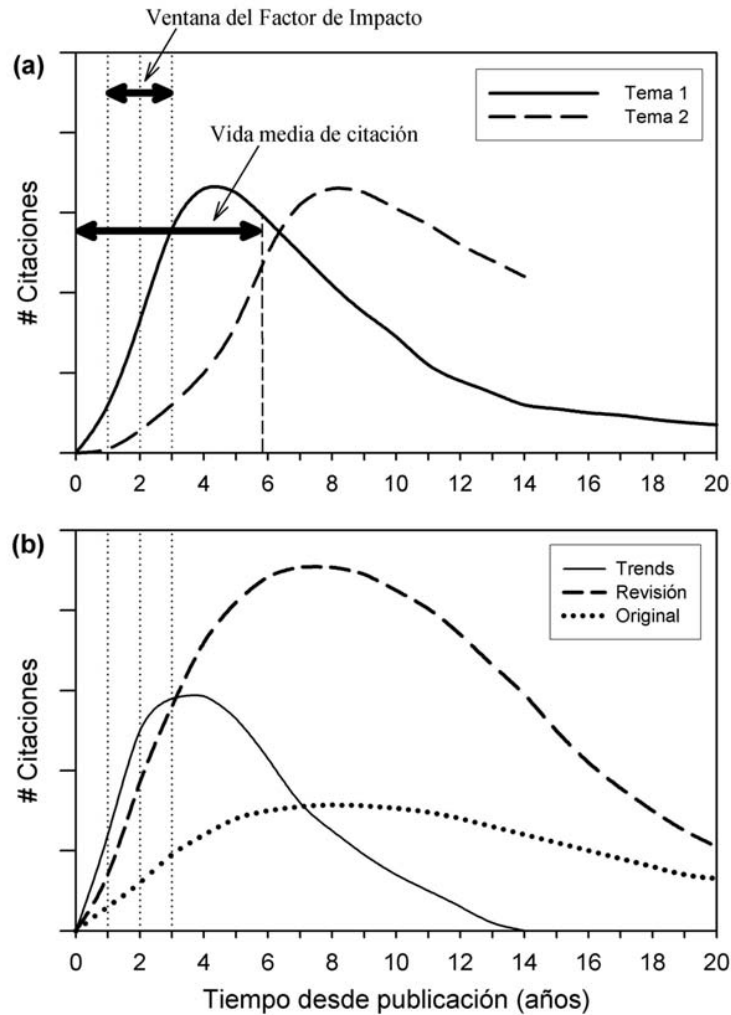 Ventana del Factor de Impacto
(a)
Tema 1
Tema 2
Vida media de citación
# Citaciones
0 2 4 6 8 10 12 14 16 18 20
(b)
Trends
Revisión
Original
# Citaciones
0 2 4 6 8 10 12 14 16 18 20
Tiempo desde publicación (años)